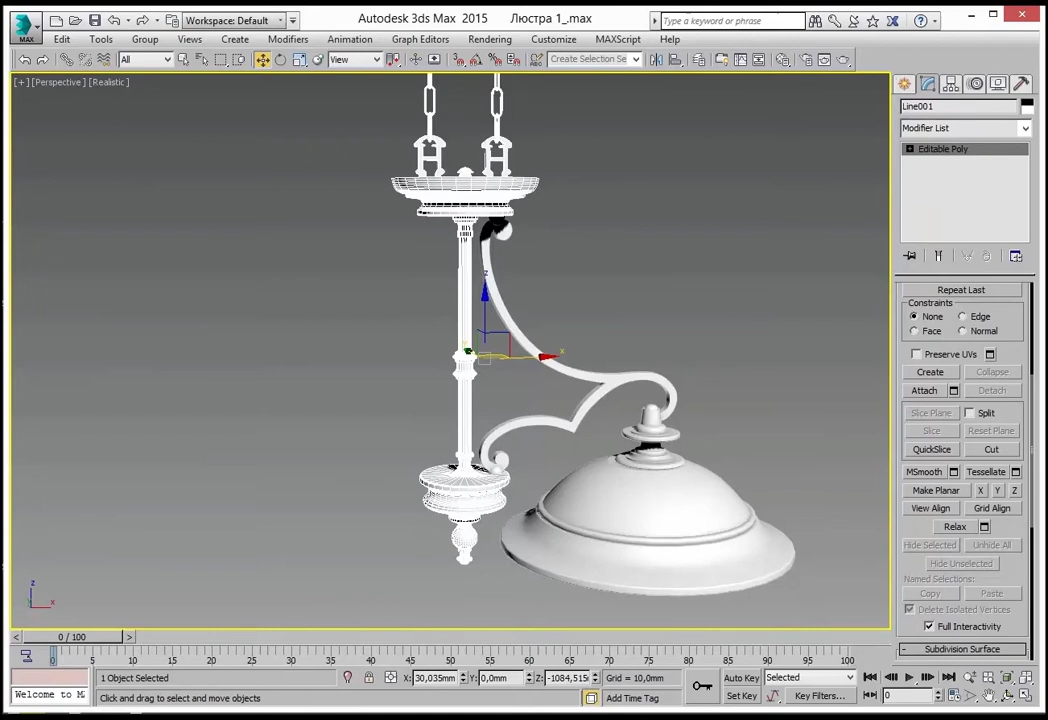 Workspace: Default
Autodesk 3ds Max 2015
Люстра 1_.max
Type a keyword or phrase
MAX
Edit
Tools
Group
Views
Create
Modifiers
Animation
Graph Editors
Rendering
Customize
MAXScript
Help
All
View
Create Selection Se
[+] [Perspective ] [Realistic ]
Line001
Modifier List
Editable Poly
Repeat Last
Constraints
None
Edge
Face
Normal
Preserve UVs
Create
Collapse
Attach
Detach
Slice Plane
Split
Slice
Reset Plane
QuickSlice
Cut
MSmooth
Tessellate
Make Planar
X
Y
Z
View Align
Grid Align
Relax
Hide Selected
Unhide All
Hide Unselected
Named Selections:
Copy
Paste
Delete Isolated Vertices
Full Interactivity
- Subdivision Surface
z
x
z
x
< 0 / 100 >
0 5 10 15 20 25 30 35 40 45 50 55 60 65 70 75 80 85 90 95 100
1 Object Selected
X: 30,035mm
Y: 0,0mm
Z: -1084,515
Grid = 10,0mm
Auto Key
Selected
Welcome to M
Click and drag to select and move objects
Add Time Tag
Set Key
Key Filters...
0